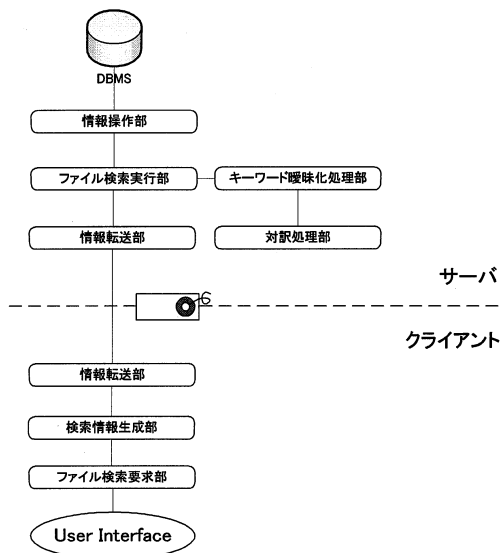 DBMS
情報操作部
ファイル検索実行部
キーワード曖昧化処理部
情報転送部
対訳処理部
サーバ
クライアント
情報転送部
検索情報生成部
ファイル検索要求部
User Interface